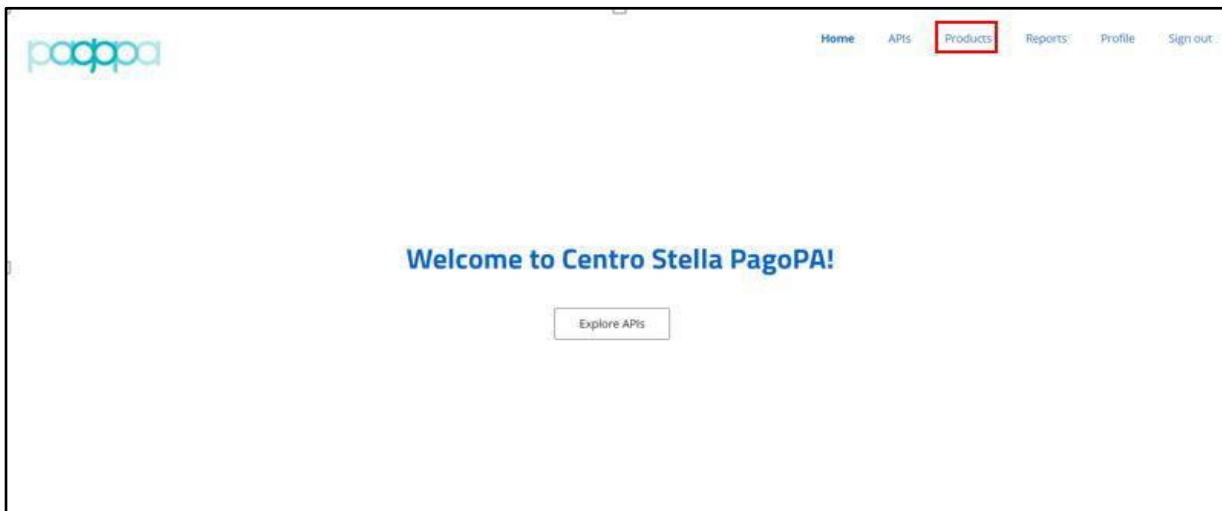 pagopa
Home APIs Products Reports Profile Sign out
Welcome to Centro Stella PagoPA!
Explore APIs